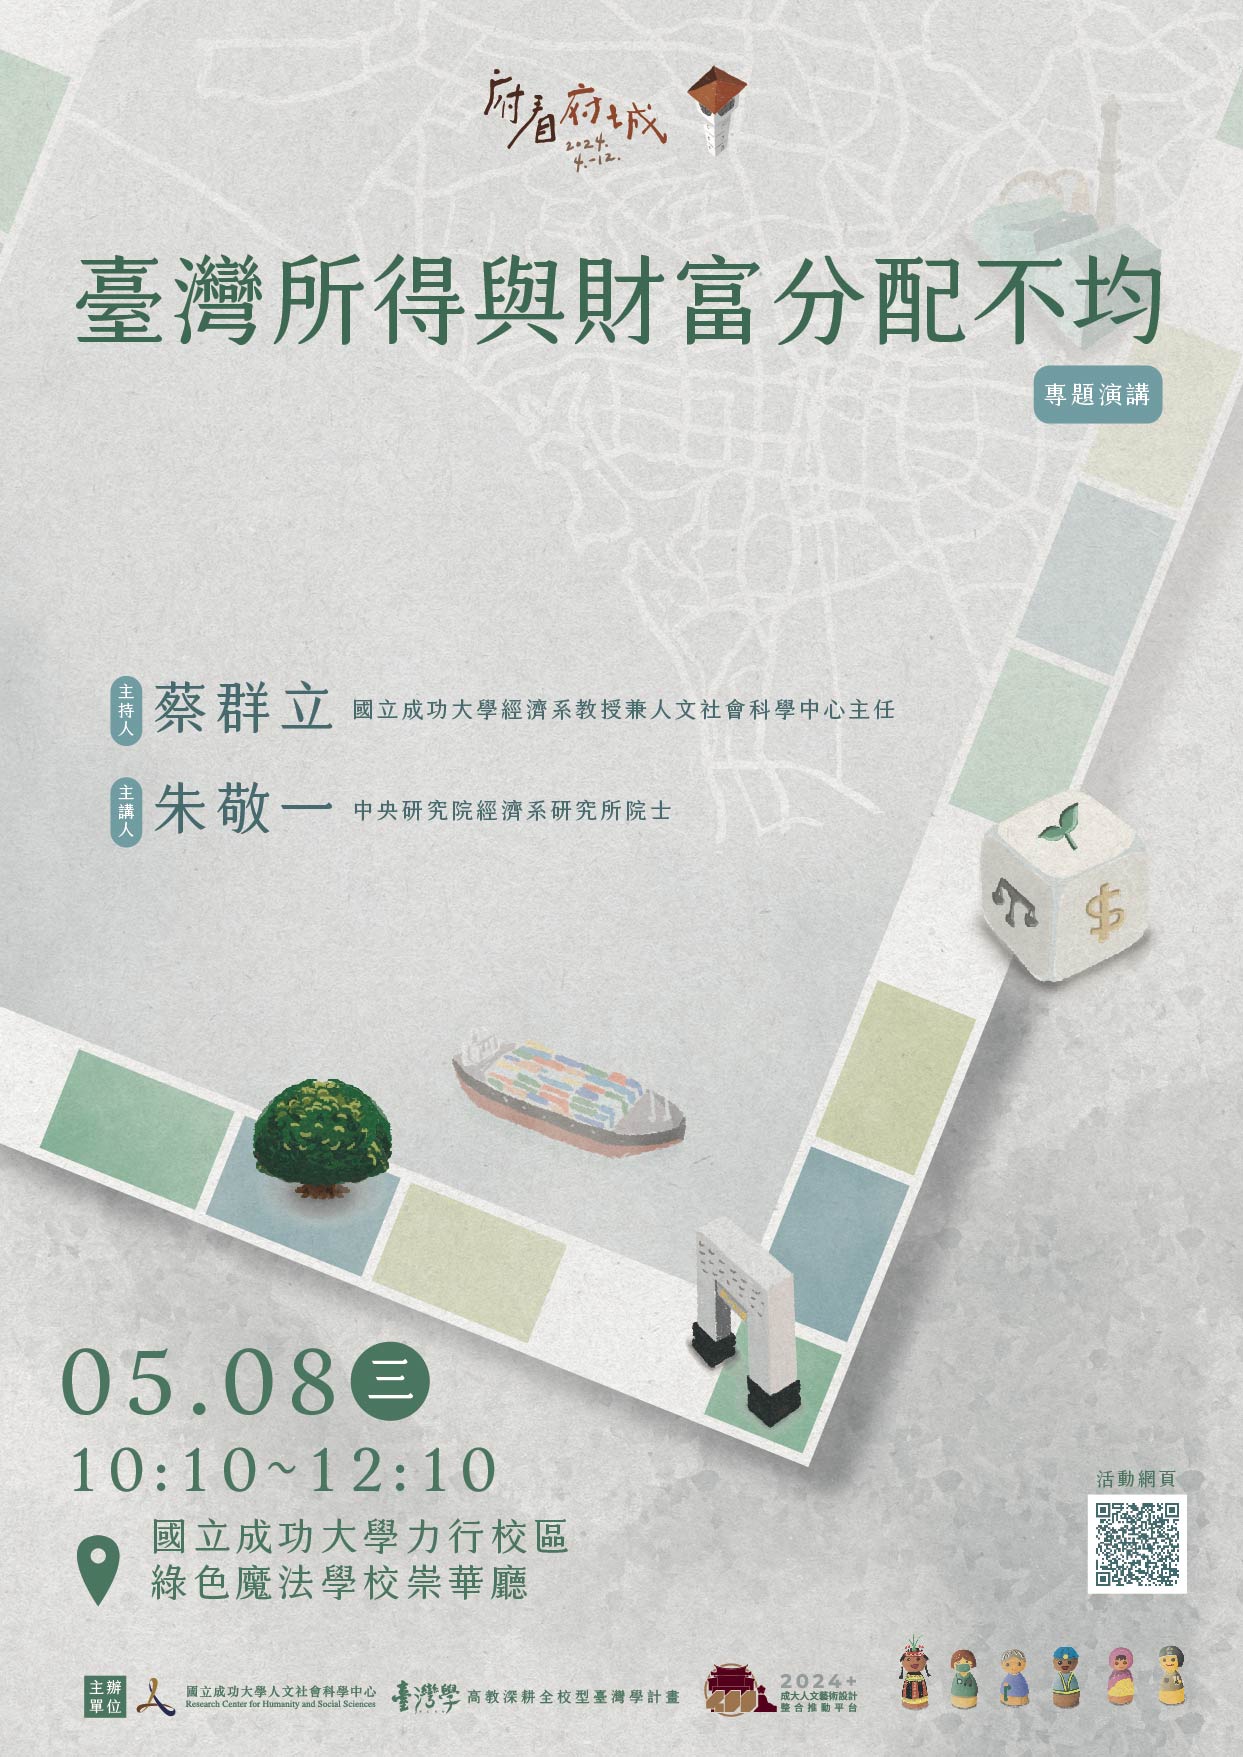 府看府城
2024.
4.-12.
臺灣所得與財富分配不均
專題演講
主持人 蔡群立 國立成功大學經濟系教授兼人文社會科學中心主任
主講人 朱敬一 中央研究院經濟系研究所院士
$
05.08 三
10:10~12:10
國立成功大學力行校區
綠色魔法學校崇華廳
活動網頁
主辦單位
國立成功大學人文社會科學中心
Research Center for Humanity and Social Sciences
臺灣學 高教深耕全校型臺灣學計畫
2024+
成大人文藝術設計
整合推動平台